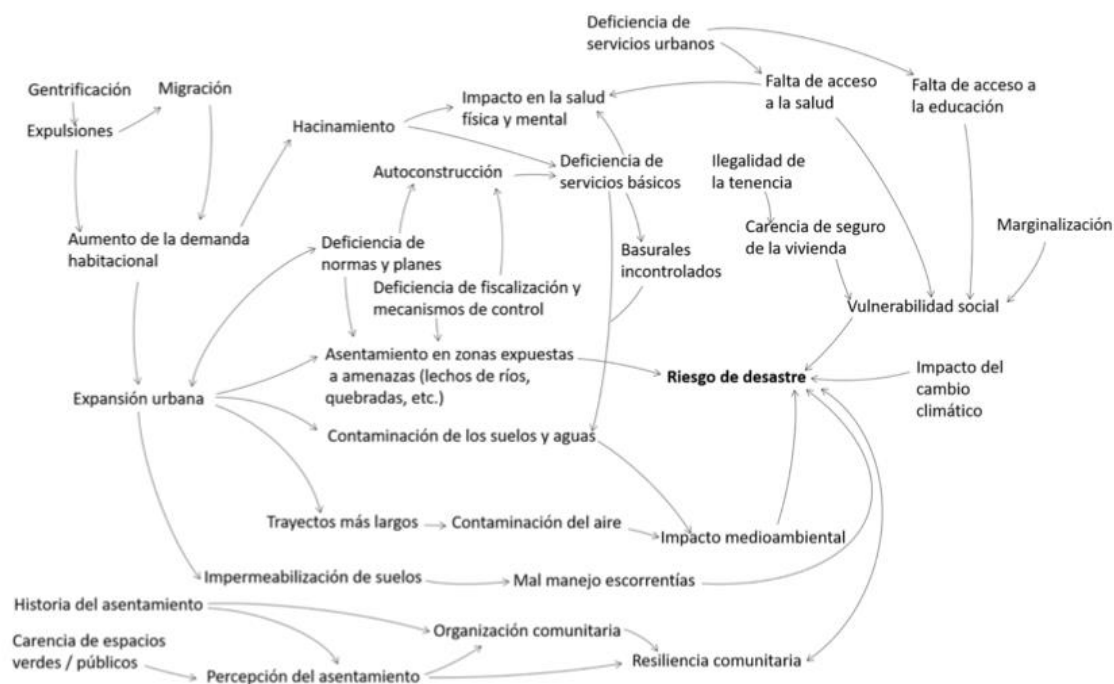 Deficiencia de
servicios urbanos
Gentrificación
Migración
Impacto en la salud
física y mental
Falta de acceso
a la salud
Falta de acceso a
la educación
Expulsiones
Hacinamiento
Autoconstrucción
Deficiencia de
servicios básicos
Ilegalidad de
la tenencia
Aumento de la demanda
habitacional
Deficiencia de
normas y planes
Basurales
incontrolados
Carencia de seguro
de la vivienda
Marginalización
Deficiencia de fiscalización y
mecanismos de control
Vulnerabilidad social
Asentamiento en zonas expuestas
a amenazas (lechos de ríos,
quebradas, etc.)
Riesgo de desastre
Impacto del
cambio
climático
Expansión urbana
Contaminación de los suelos y aguas
Trayectos más largos
Contaminación del aire
Impacto medioambiental
Impermeabilización de suelos
Mal manejo escorrentías
Historia del asentamiento
Organización comunitaria
Carencia de espacios
verdes / públicos
Percepción del asentamiento
Resiliencia comunitaria